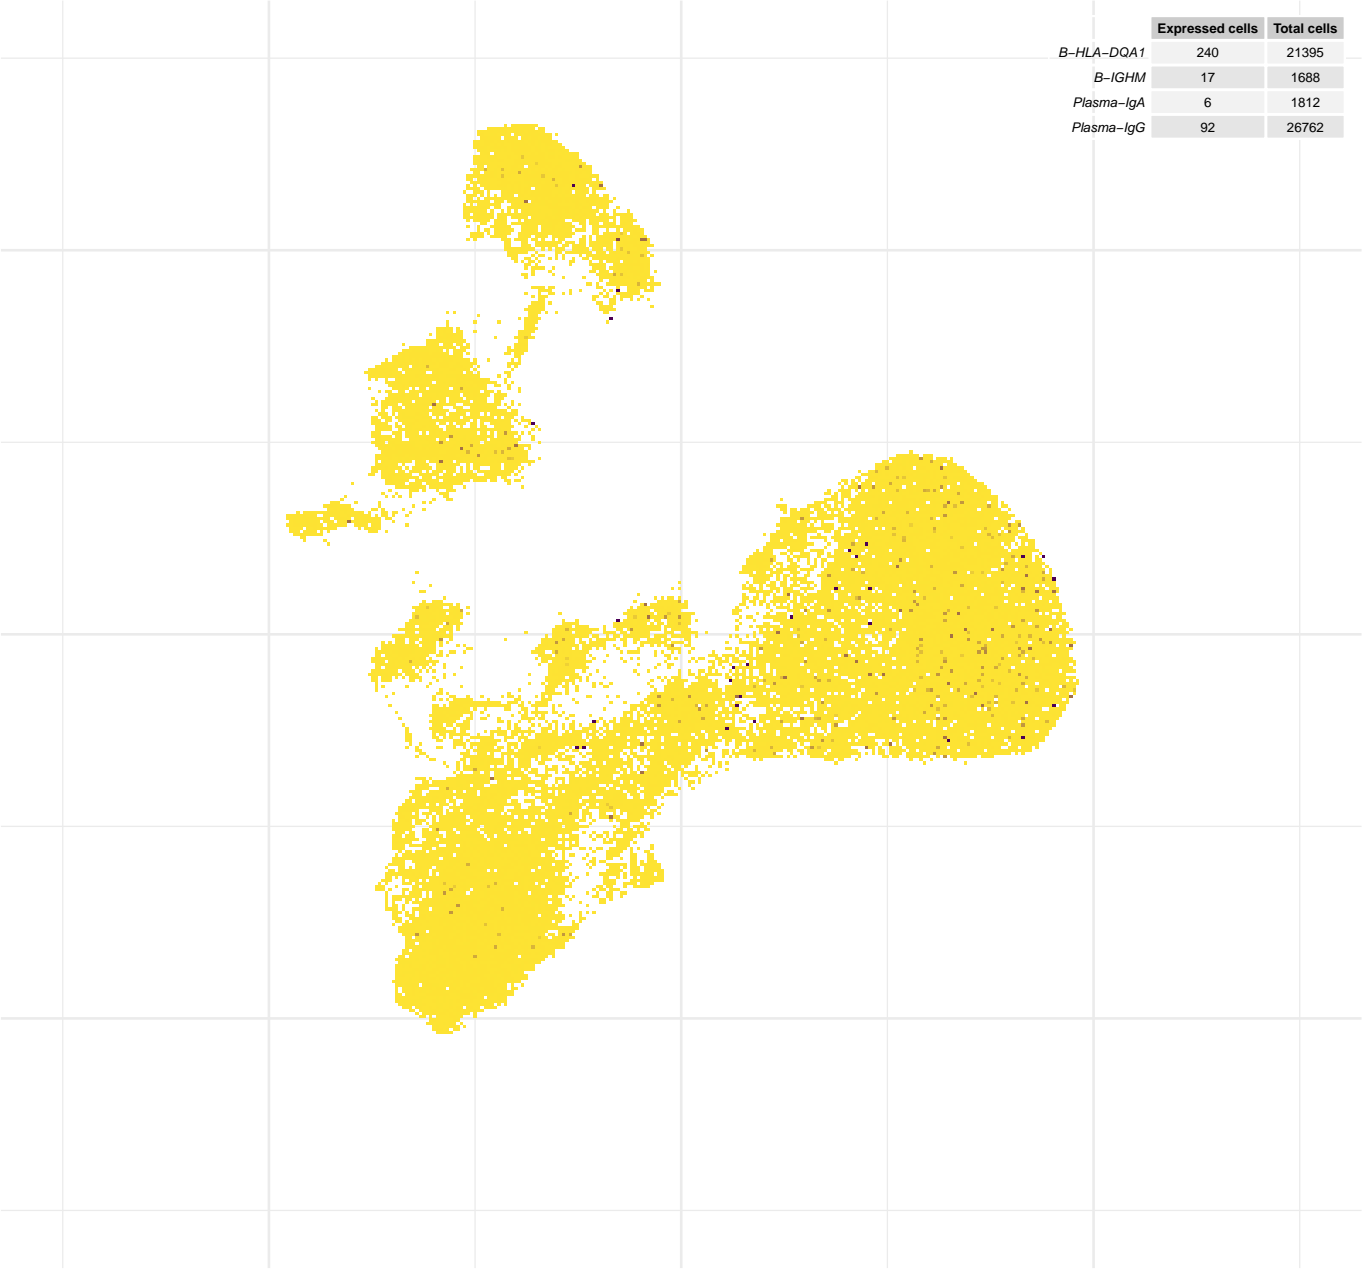 Expressed cells Total cells
B−HLA−DQA1 240 21395
B−IGHM 17 1688
Plasma−IgA 6 1812
Plasma−IgG 92 26762